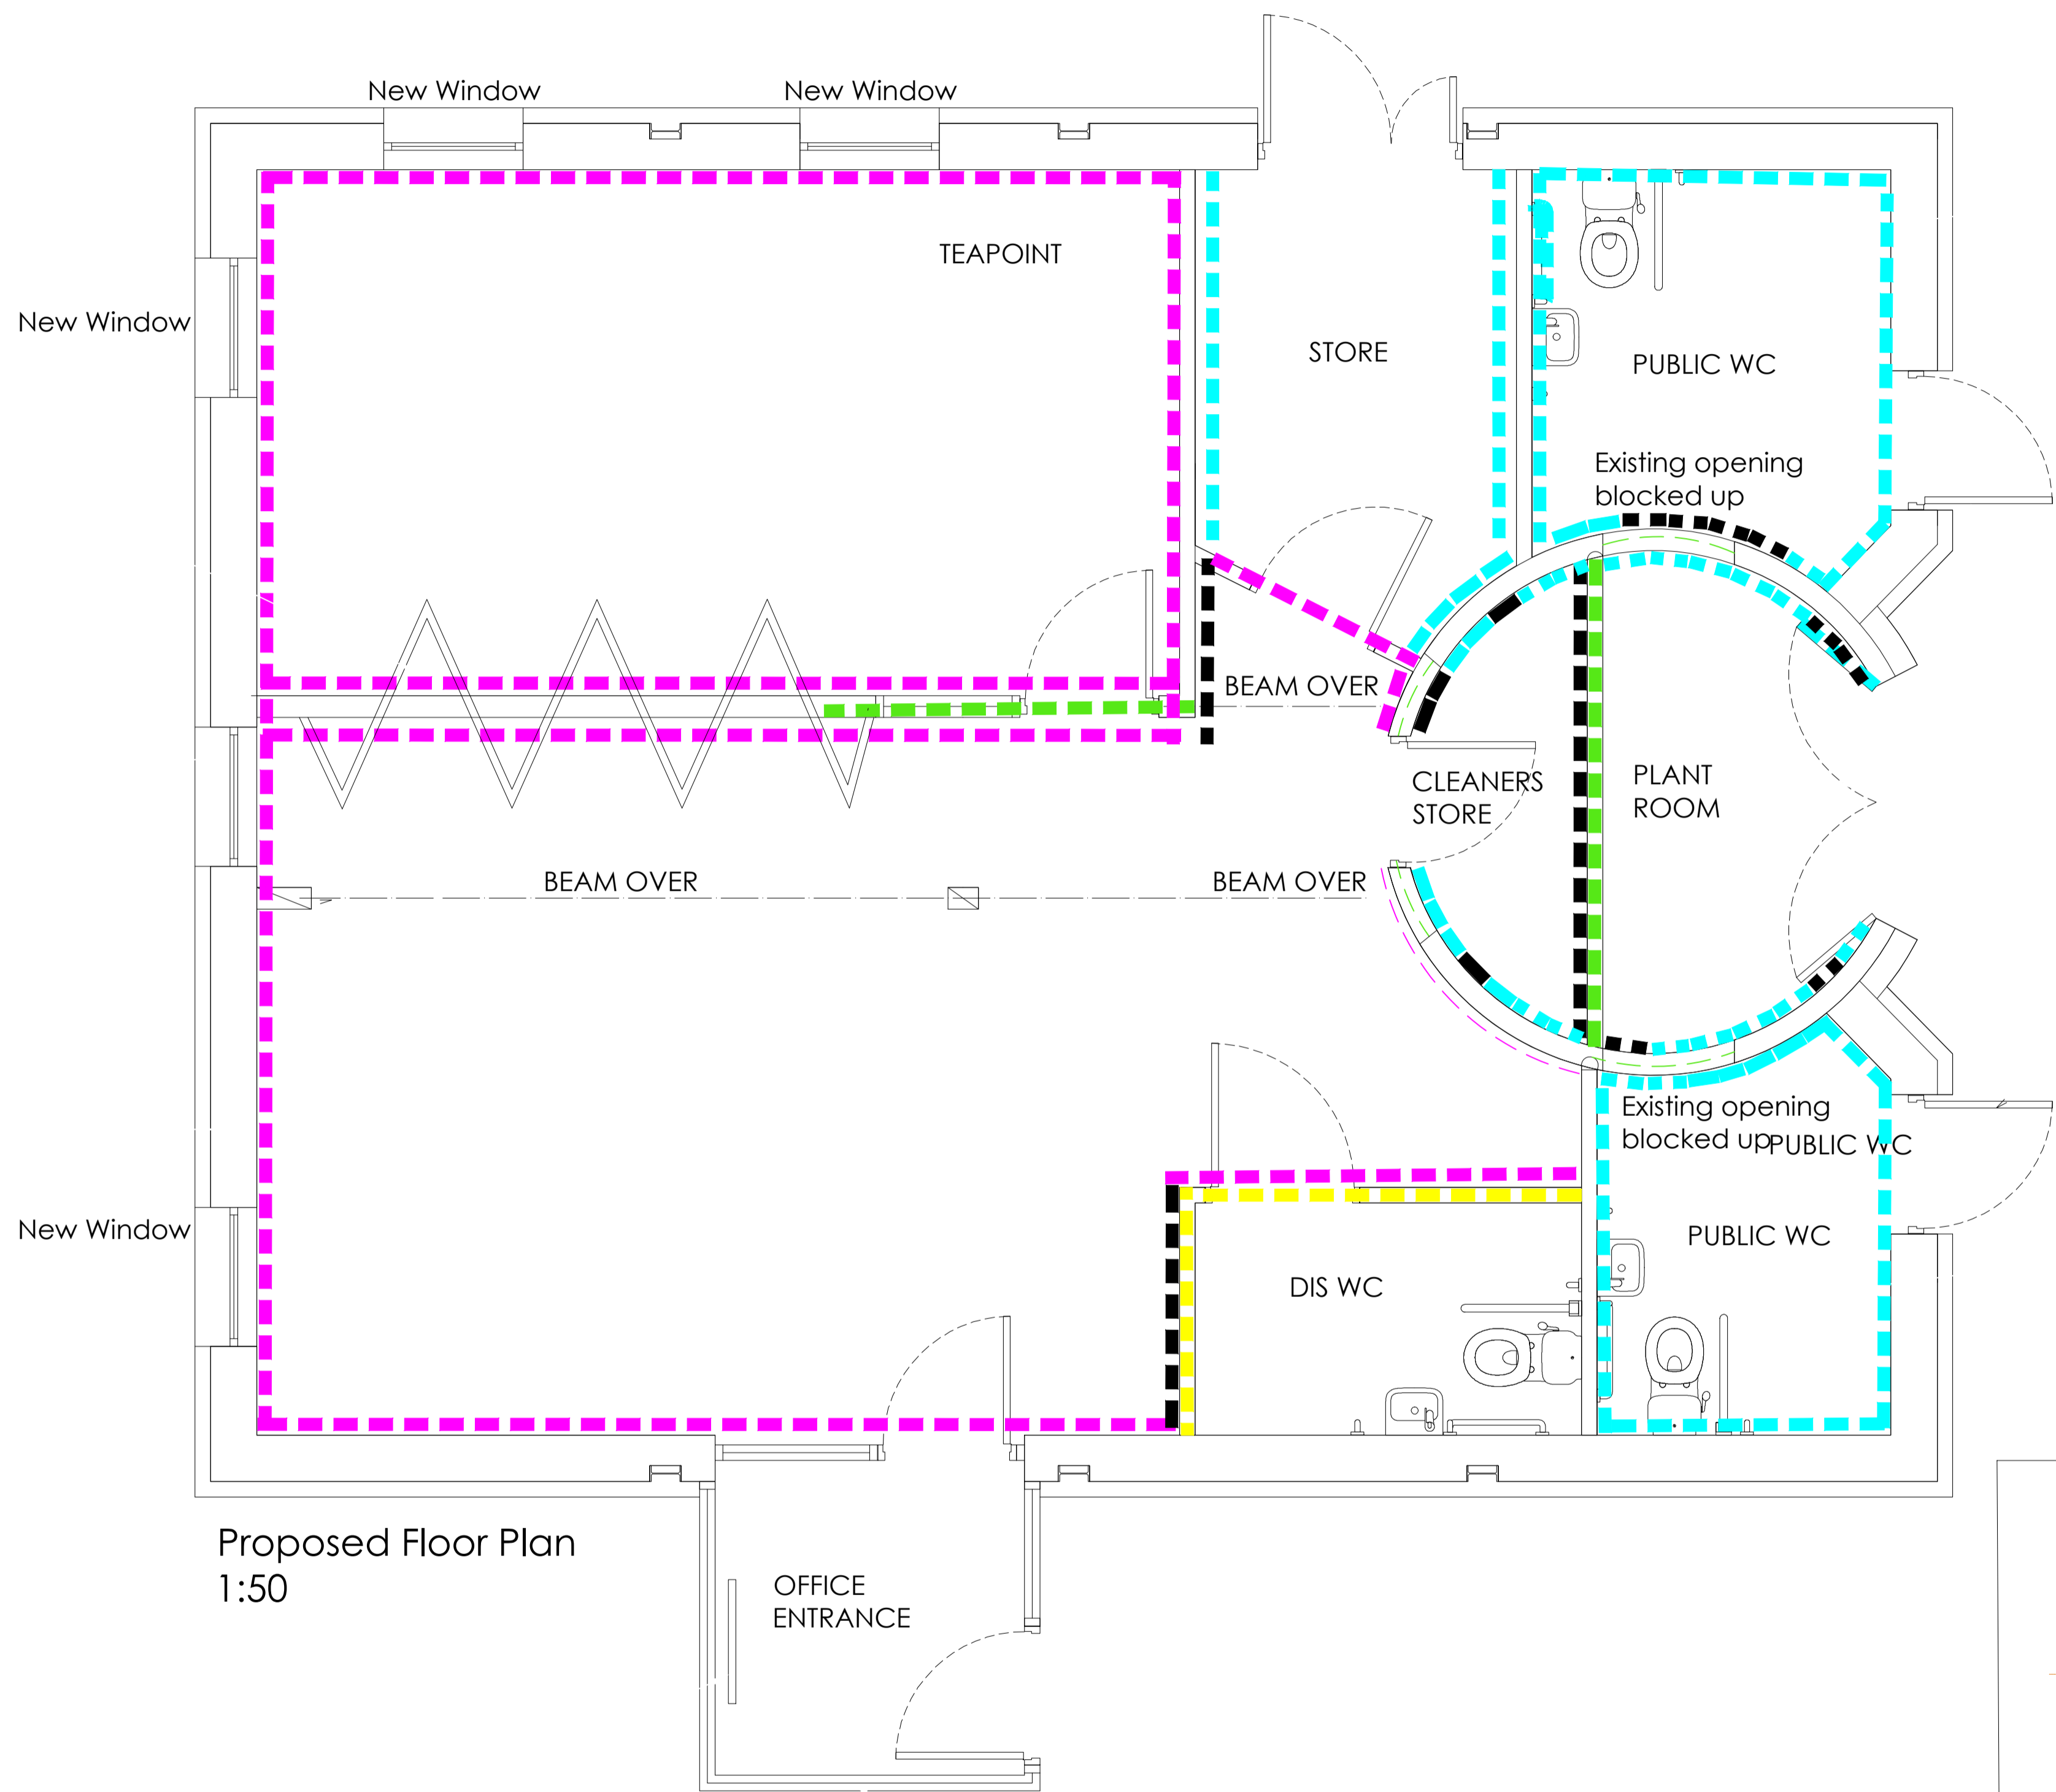 New Window
New Window
TEAPOINT
New Window
STORE
PUBLIC WC
Existing opening
blocked up
BEAM OVER
CLEANERS
STORE
PLANT
ROOM
BEAM OVER
BEAM OVER
Existing opening
blocked up
PUBLIC WC
New Window
PUBLIC WC
DIS WC
Proposed Floor Plan
1:50
OFFICE
ENTRANCE